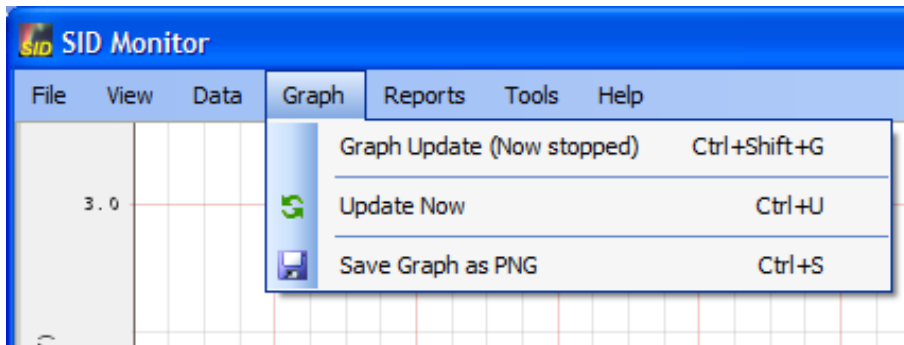 SID SID Monitor
File View Data Graph Reports Tools Help
Graph Update (Now stopped) Ctrl+Shift+G
3.0
Update Now Ctrl+U
Save Graph as PNG Ctrl+S